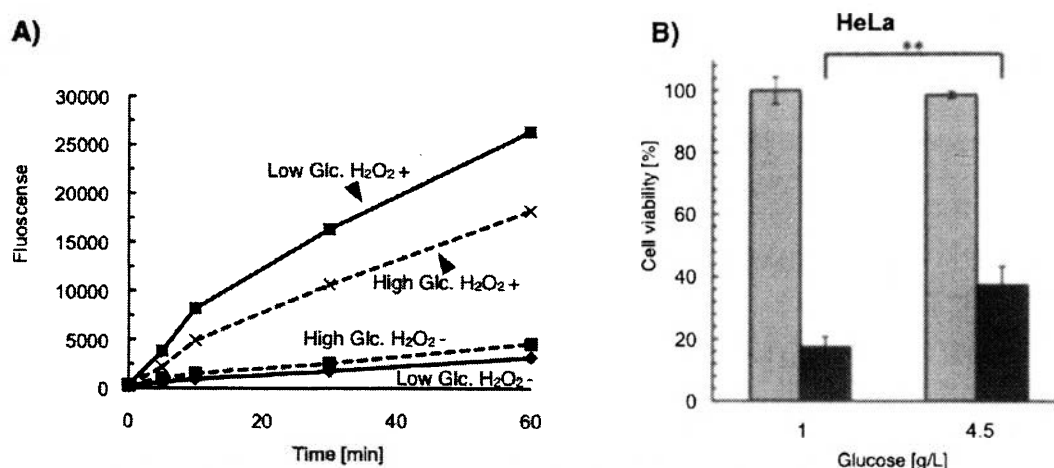 A)
30000
25000
20000
15000
10000
5000
0
Fluoscense
Low Glc. H₂O₂ +
High Glc. H₂O₂ +
High Glc. H₂O₂ -
Low Glc. H₂O₂ -
0 20 40 60
Time [min]
B)
HeLa
**
100
80
60
40
20
0
Cell viability [%]
1 4.5
Glucose [g/L]